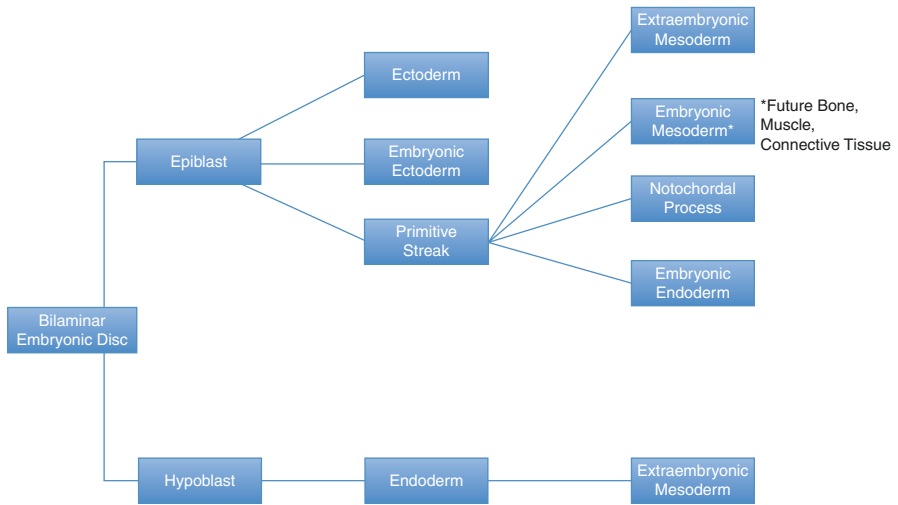 Extraembryonic
Mesoderm
Ectoderm
Embryonic
Mesoderm*
*Future Bone,
Muscle,
Connective Tissue
Epiblast
Embryonic
Ectoderm
Notochordal
Process
Primitive
Streak
Embryonic
Endoderm
Bilaminar
Embryonic Disc
Hypoblast
Endoderm
Extraembryonic
Mesoderm